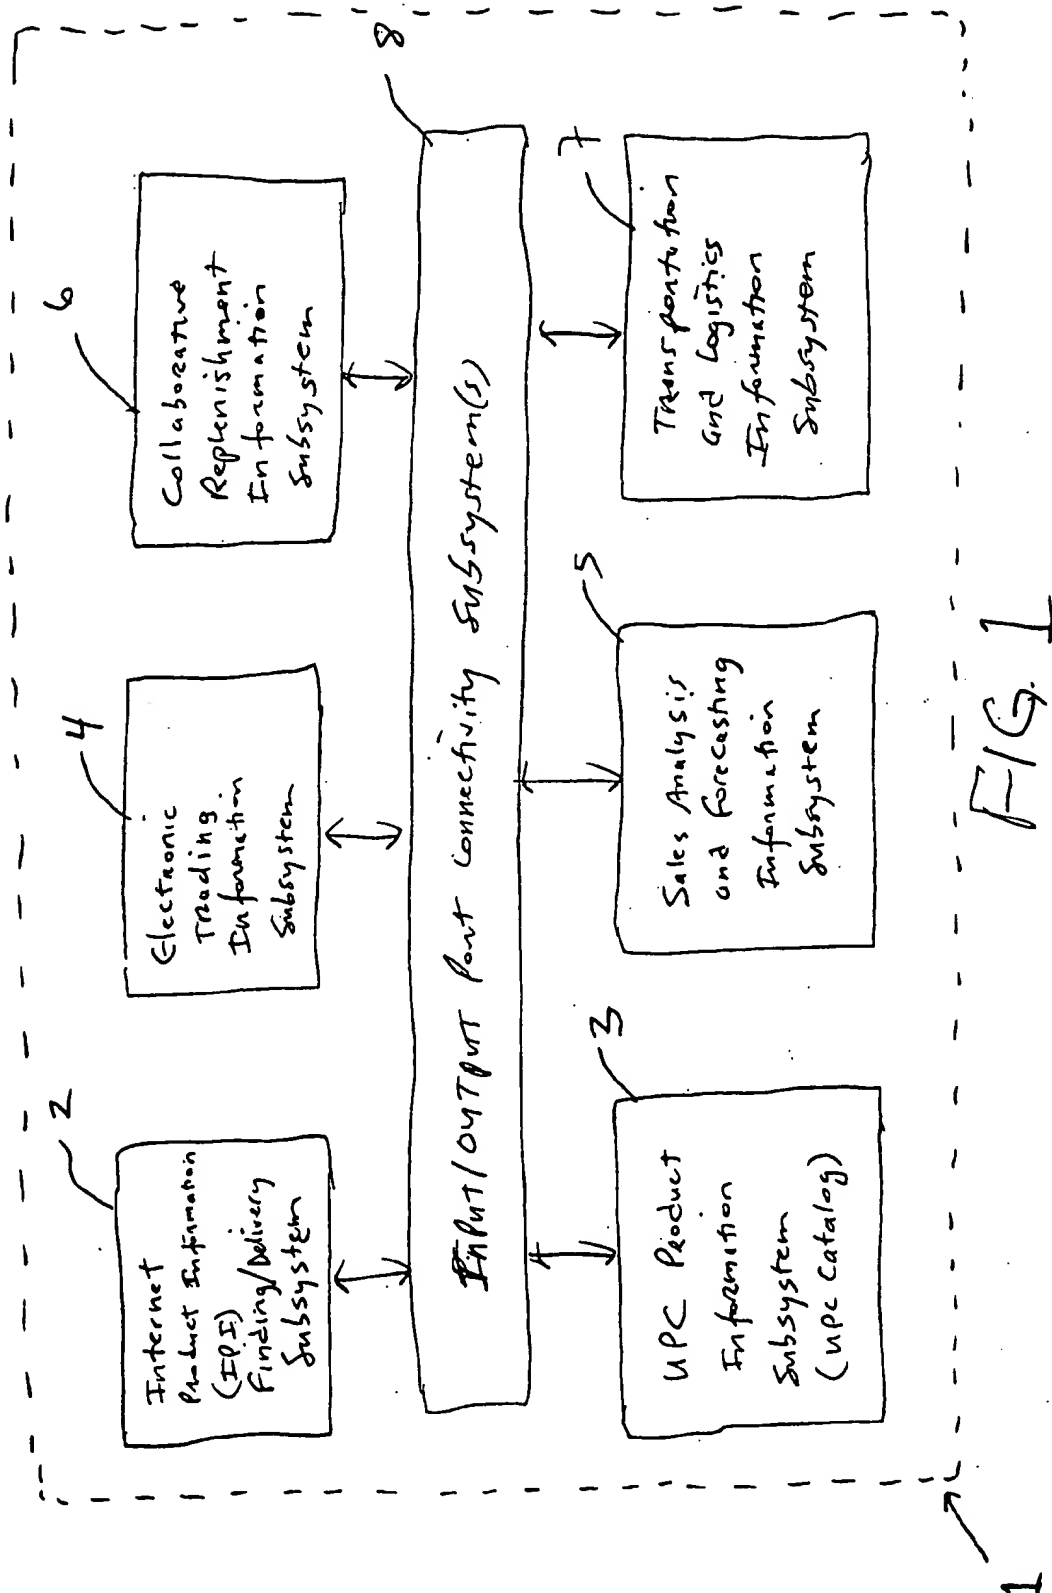 2
Internet
Product Information
(IPI)
Finding/Delivery
Subsystem
4
Electronic
Trading
Information
Subsystem
6
Collaborative
Replenishment
Information
Subsystem
8
Input/Output Port Connectivity Subsystem(s)
3
UPC Product
Information
Subsystem
(UPC Catalog)
5
Sales Analysis
and Forecasting
Information
Subsystem
7
Transportation
and Logistics
Information
Subsystem
1
FIG. 1